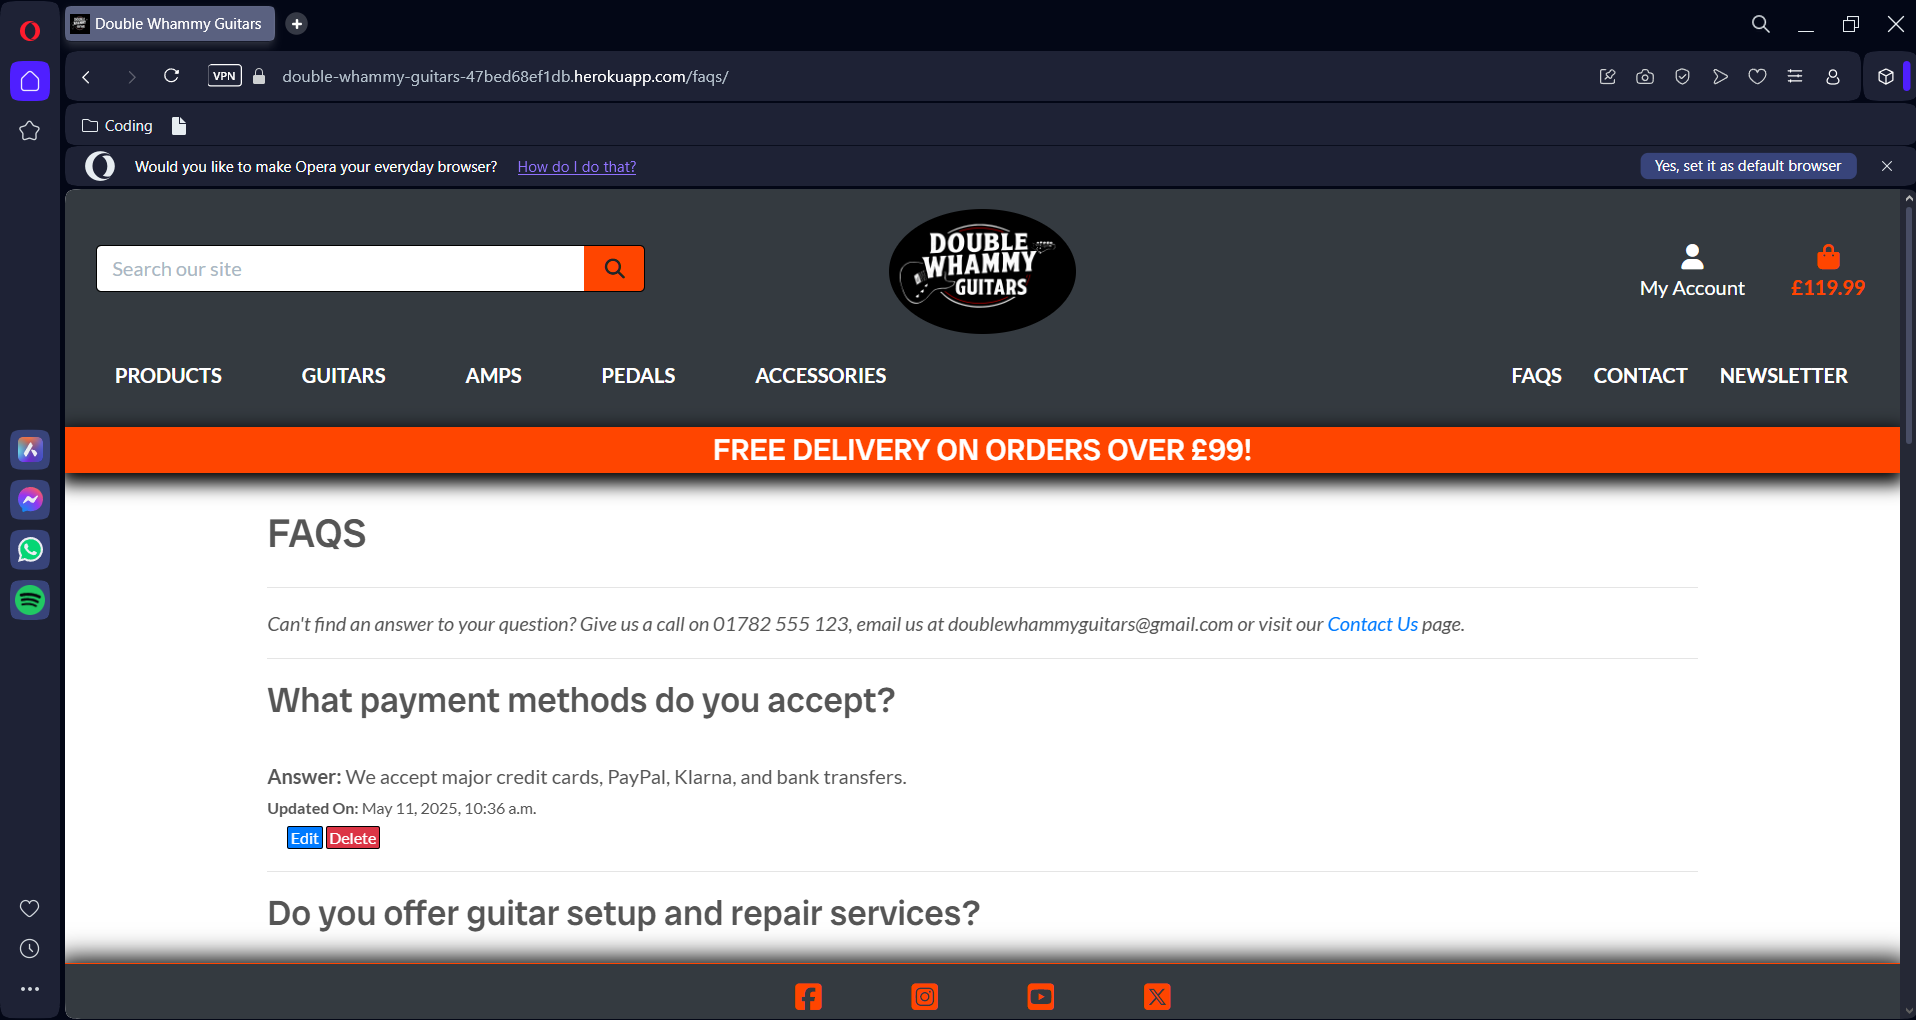 Double Whammy Guitars
VPN
double-whammy-guitars-47bed68ef1db.herokuapp.com/faqs/
Coding
Would you like to make Opera your everyday browser? How do I do that?
Yes, set it as default browser
Search our site
DOUBLE
WHAMMY
GUITARS
My Account
£119.99
PRODUCTS
GUITARS
AMPS
PEDALS
ACCESSORIES
FAQS
CONTACT
NEWSLETTER
FREE DELIVERY ON ORDERS OVER £99!
FAQS
Can't find an answer to your question? Give us a call on 01782 555 123, email us at doublewhammyguitars@gmail.com or visit our Contact Us page.
What payment methods do you accept?
Answer: We accept major credit cards, PayPal, Klarna, and bank transfers.
Updated On: May 11, 2025, 10:36 a.m.
Edit Delete
Do you offer guitar setup and repair services?